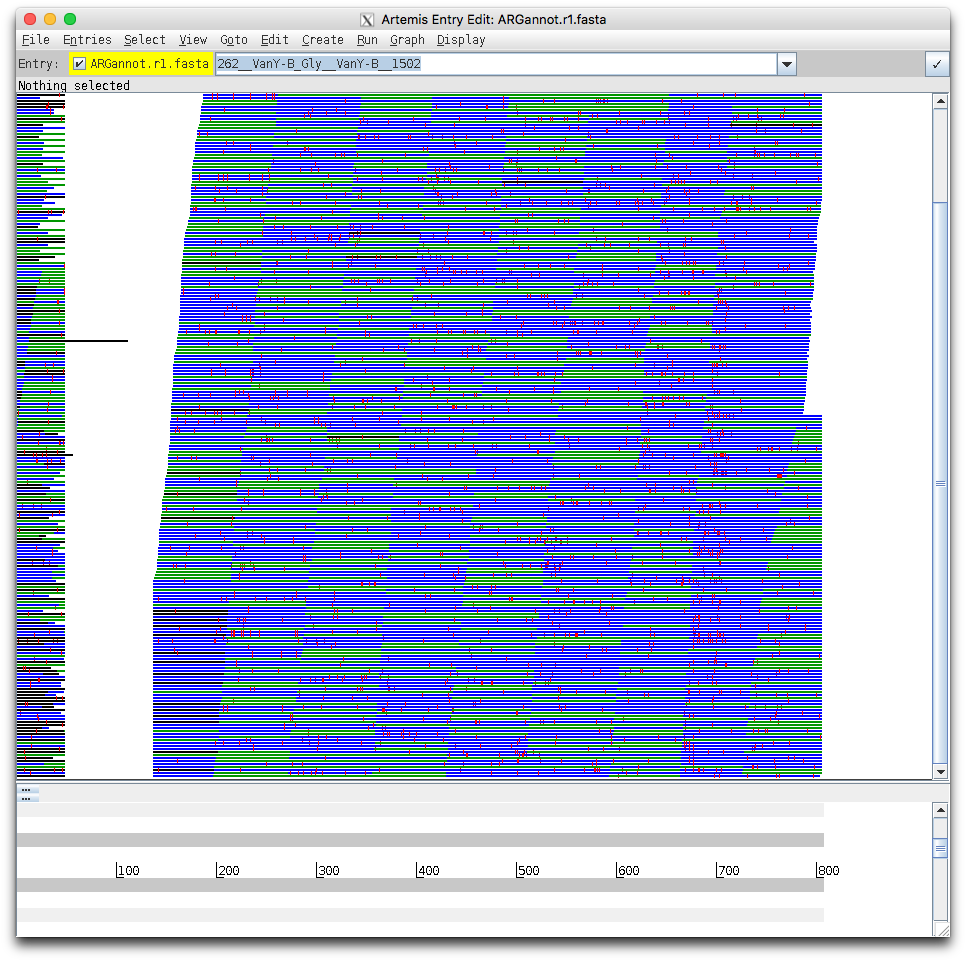 Artemis Entry Edit: ARGannot.r1.fasta
File Entries Select View Goto Edit Create Run Graph Display
Entry: ARGannot.r1.fasta 262__VanY-B_Gly__VanY-B__1502
Nothing selected
100 200 300 400 500 600 700 800